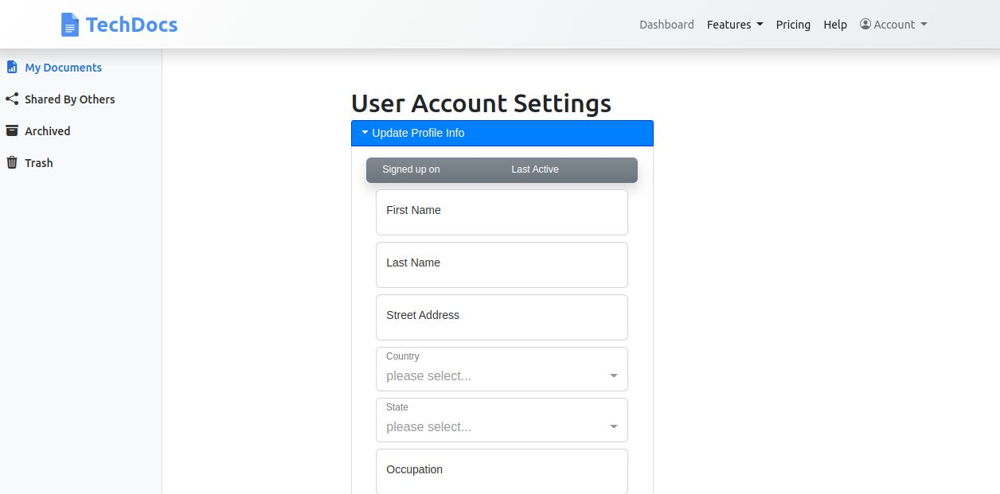 TechDocs
Dashboard Features Pricing Help Account
My Documents
Shared By Others
Archived
Trash
User Account Settings
Update Profile Info
Signed up on Last Active
First Name
Last Name
Street Address
Country
please select...
State
please select...
Occupation